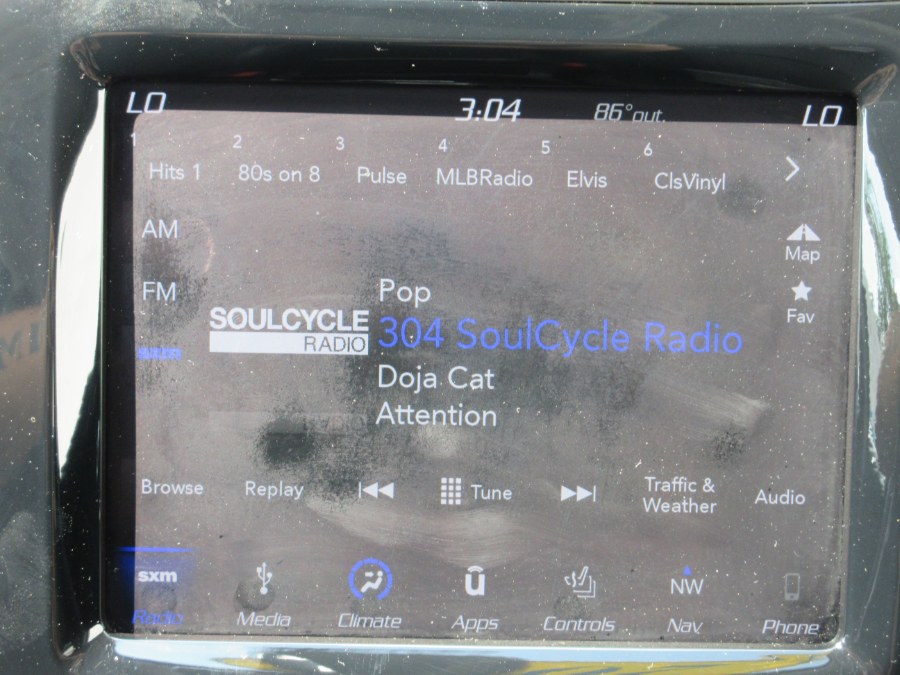 LO 3:04 86° out. LO
1 2 3 4 5 6
Hits 1 80s on 8 Pulse MLBRadio Elvis ClsVinyl
AM
Map
FM
Fav
sxm
SOULCYCLE
RADIO
Pop
304 SoulCycle Radio
Doja Cat
Attention
Browse Replay Tune Traffic &
Weather Audio
sxm u NW
Radio Media Climate Apps Controls Nav Phone